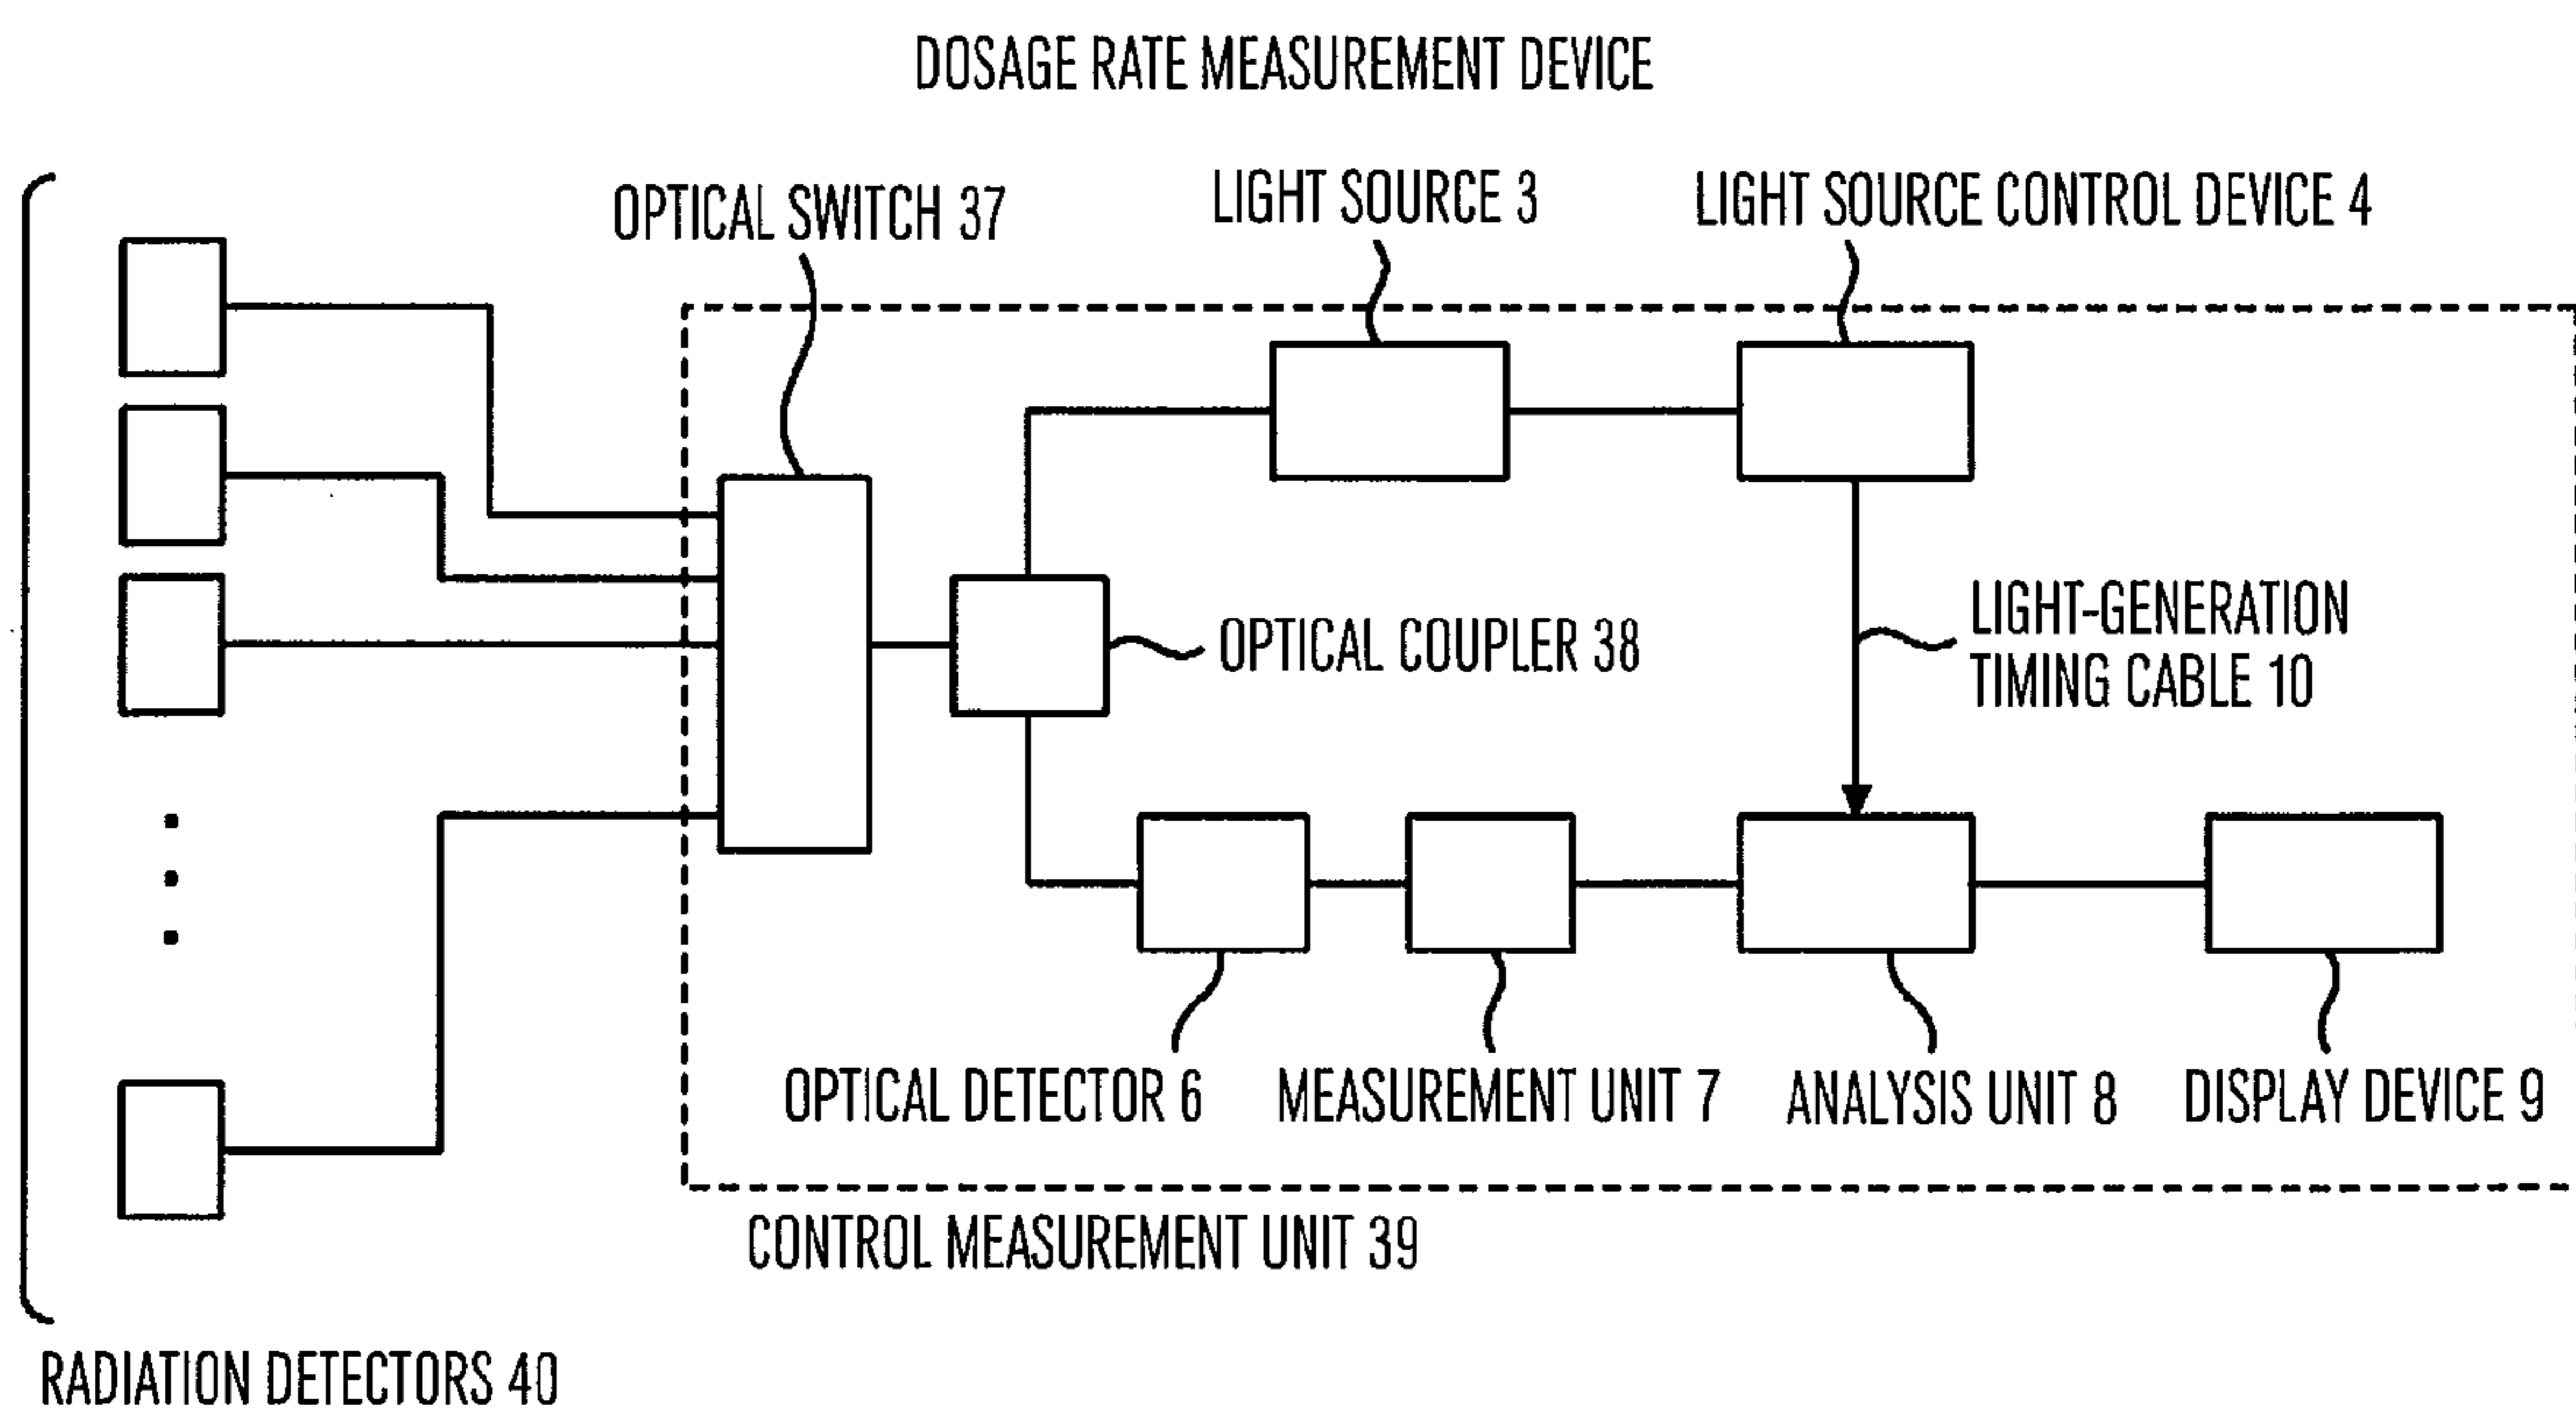 DOSAGE RATE MEASUREMENT DEVICE
OPTICAL SWITCH 37
LIGHT SOURCE 3
LIGHT SOURCE CONTROL DEVICE 4
OPTICAL COUPLER 38
LIGHT-GENERATION
TIMING CABLE 10
OPTICAL DETECTOR 6
MEASUREMENT UNIT 7
ANALYSIS UNIT 8
DISPLAY DEVICE 9
CONTROL MEASUREMENT UNIT 39
RADIATION DETECTORS 40